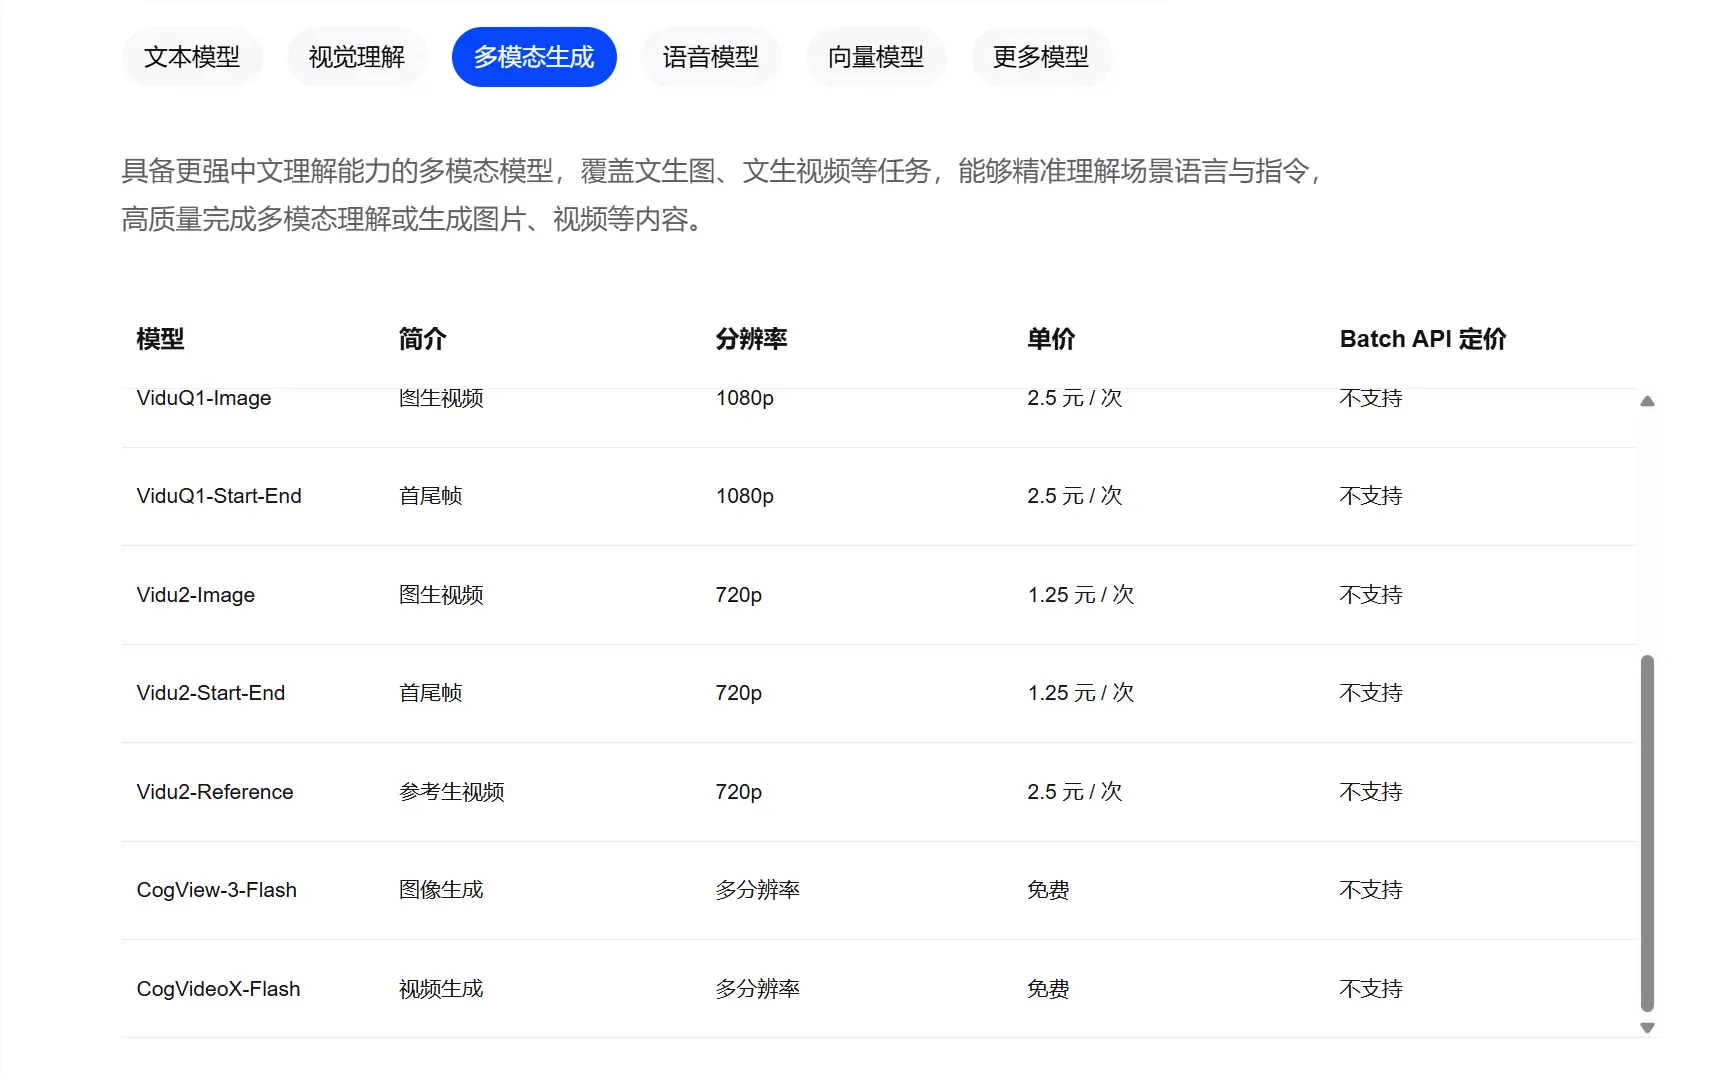 文本模型 视觉理解 多模态生成 语音模型 向量模型 更多模型
具备更强中文理解能力的多模态模型，覆盖文生图、文生视频等任务，能够精准理解场景语言与指令，
高质量完成多模态理解或生成图片、视频等内容。
模型 简介 分辨率 单价 Batch API 定价
ViduQ1-Image 图生视频 1080p 2.5 元 / 次 不支持
ViduQ1-Start-End 首尾帧 1080p 2.5 元 / 次 不支持
Vidu2-Image 图生视频 720p 1.25 元 / 次 不支持
Vidu2-Start-End 首尾帧 720p 1.25 元 / 次 不支持
Vidu2-Reference 参考生视频 720p 2.5 元 / 次 不支持
CogView-3-Flash 图像生成 多分辨率 免费 不支持
CogVideoX-Flash 视频生成 多分辨率 免费 不支持